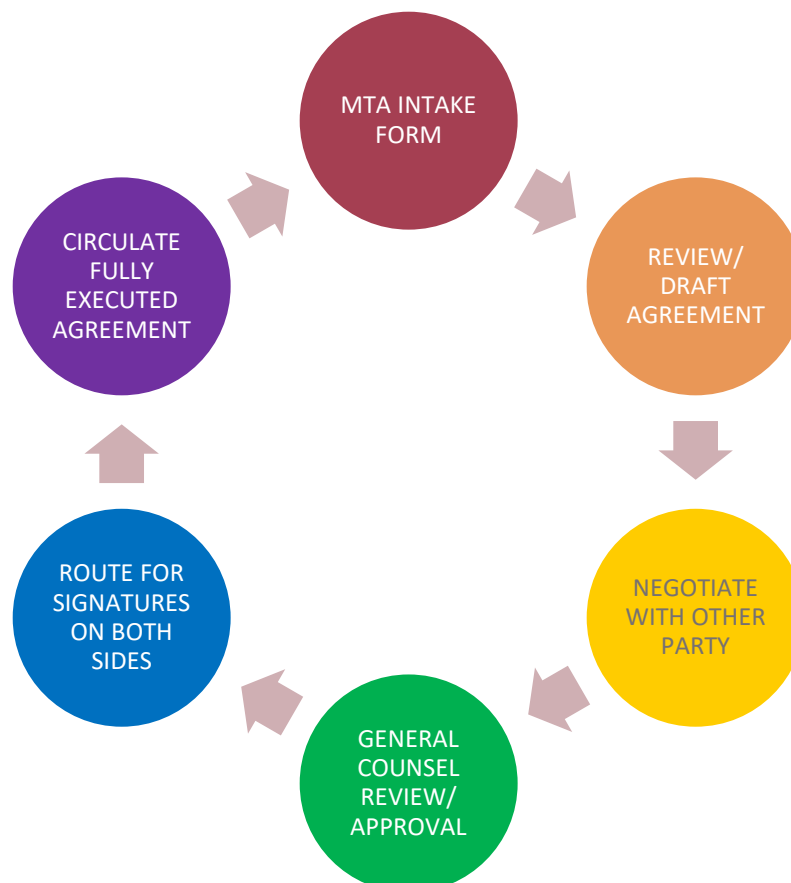 MTA INTAKE
FORM
REVIEW/
DRAFT
AGREEMENT
NEGOTIATE
WITH OTHER
PARTY
GENERAL
COUNSEL
REVIEW/
APPROVAL
ROUTE FOR
SIGNATURES
ON BOTH
SIDES
CIRCULATE
FULLY
EXECUTED
AGREEMENT